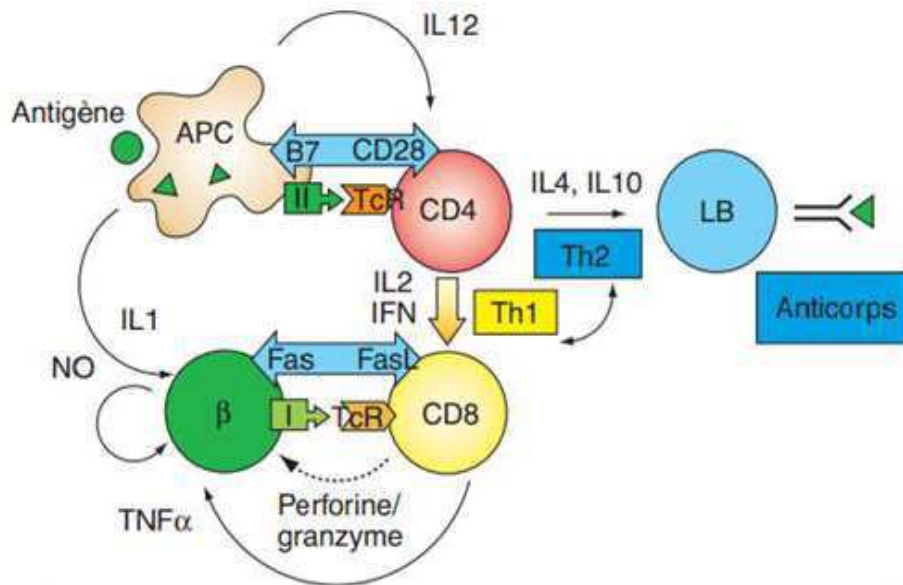 IL12
Antigène
APC
B7 CD28
II TcR
CD4
IL4, IL10
LB
Th2
IL2
IFN
Th1
Anticorps
IL1
NO
Fas FasL
β
I TcR
CD8
Perforine/
granzyme
TNFα